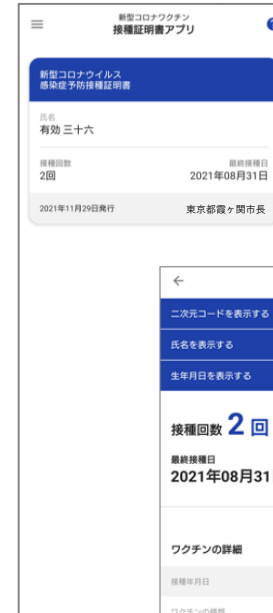 新型コロナワクチン
接種証明書アプリ
新型コロナウイルス
感染症予防接種証明書
氏名
有効 三十六
接種回数
最終接種日
2回
2021年08月31日
2021年11月29日発行
東京都霞ヶ関市長
二次元コードを表示する
氏名を表示する
生年月日を表示する
接種回数 2 回
最終接種日
2021年08月31
ワクチンの詳細
接種年月日
ワクチンの種類